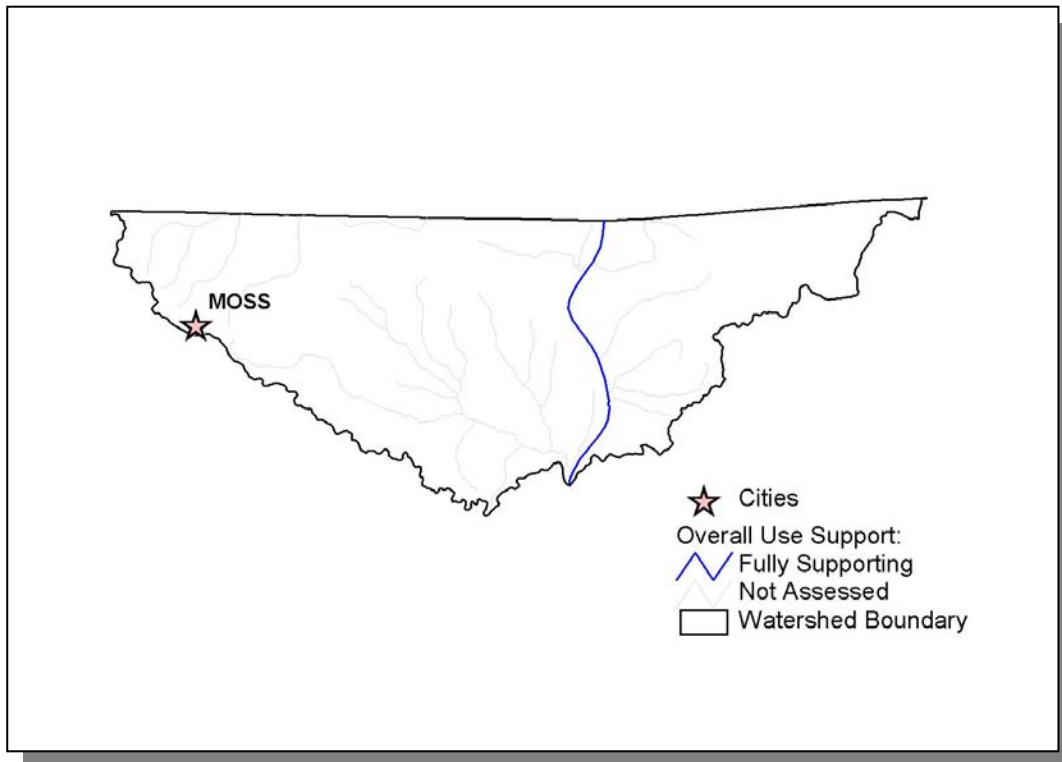 MOSS
Cities
Overall Use Support:
Fully Supporting
Not Assessed
Watershed Boundary